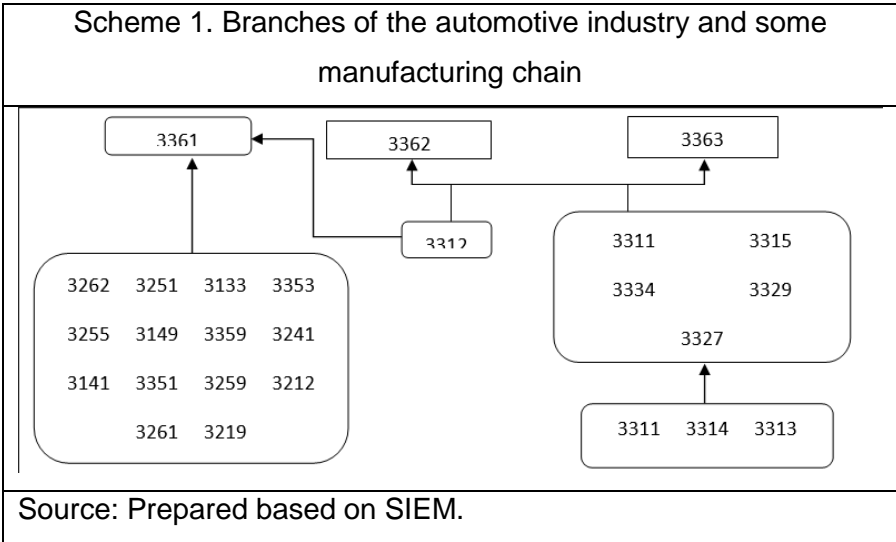 Scheme 1. Branches of the automotive industry and some
manufacturing chain
3361 3362 3363
3312
3311 3315
3334 3329
3327
3262 3251 3133 3353
3255 3149 3359 3241
3141 3351 3259 3212
3261 3219
3311 3314 3313
Source: Prepared based on SIEM.